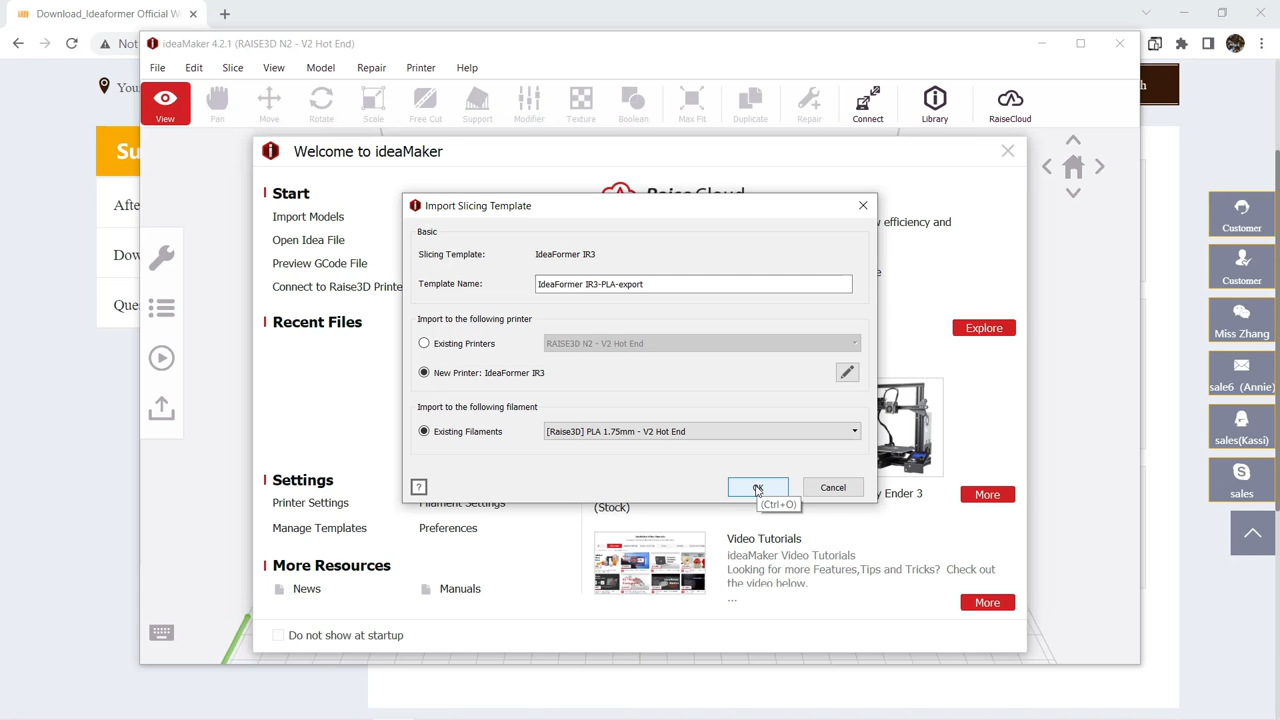 Download_Ideaformer Official W
Not
ideaMaker 4.2.1 (RAISE3D N2 - V2 Hot End)
File Edit Slice View Model Repair Printer Help
View Pan Move Rotate Scale Free Cut Support Modifier Texture Boolean Max Fit Duplicate Repair Connect Library RaiseCloud
You
h
Su
Afte
Dow
Ques
Welcome to ideaMaker
Start
Import Models
Open Idea File
Preview GCode File
Connect to Raise3D Printe
Recent Files
RaiseCloud
w efficiency and
e
Explore
Import Slicing Template
Basic
Slicing Template: IdeaFormer IR3
Template Name: IdeaFormer IR3-PLA-export
Import to the following printer
Existing Printers RAISE3D N2 - V2 Hot End
New Printer: IdeaFormer IR3
Import to the following filament
Existing Filaments [Raise3D] PLA 1.75mm - V2 Hot End
? OK Cancel
(Ctrl+O)
Settings
Printer Settings Filament Settings
Manage Templates Preferences
More Resources
News Manuals
y Ender 3
(Stock)
More
Video Tutorials
ideaMaker Video Tutorials
Looking for more Features,Tips and Tricks? Check out
the video below.
...
More
Do not show at startup
Customer
Customer
Miss Zhang
sale6 (Annie)
sales(Kassi)
sales